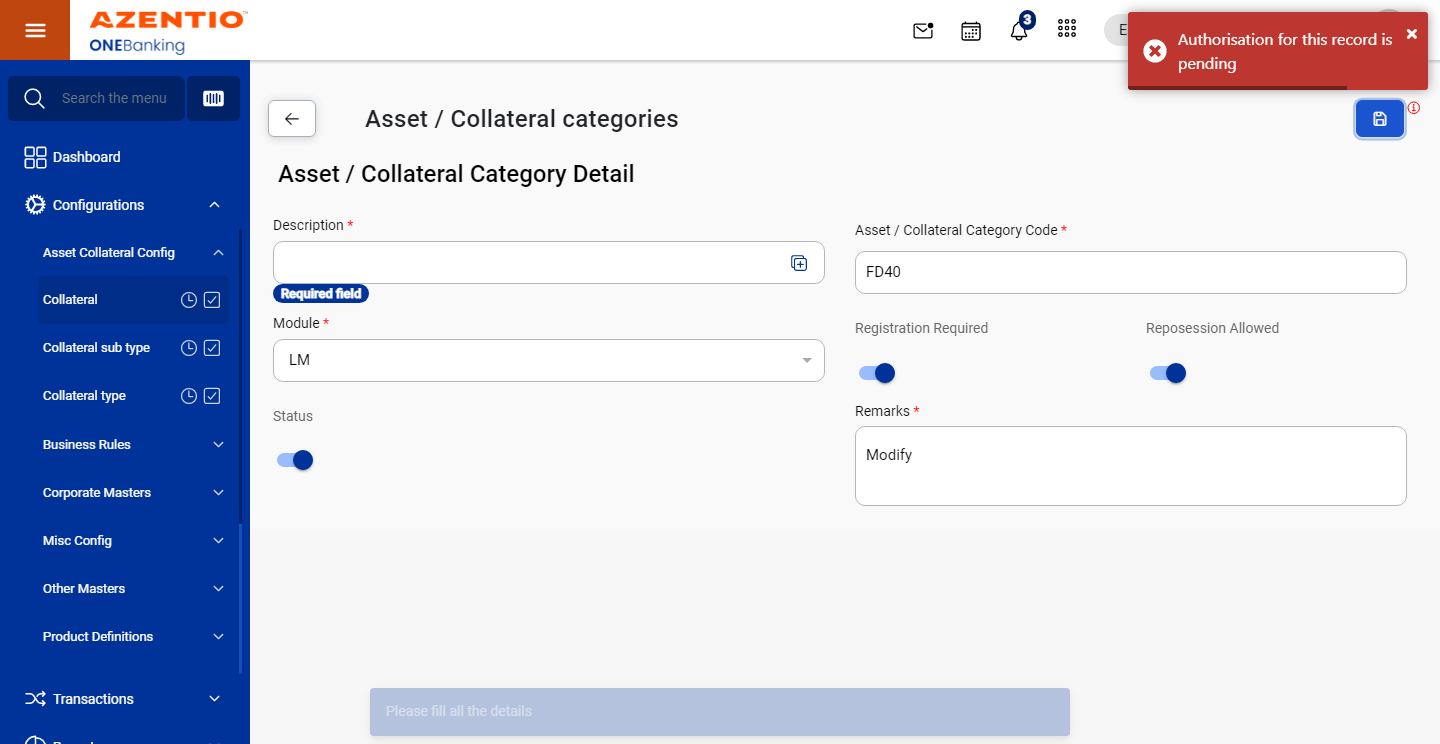 AZENTIO™
ONEBanking
3
E
Authorisation for this record is
pending
Search the menu
Dashboard
Configurations
Asset Collateral Config
Collateral
Collateral sub type
Collateral type
Business Rules
Corporate Masters
Misc Config
Other Masters
Product Definitions
Transactions
Asset / Collateral categories
Asset / Collateral Category Detail
Description *
Required field
Asset / Collateral Category Code *
FD40
Module *
LM
Registration Required
Reposession Allowed
Status
Remarks *
Modify
Please fill all the details